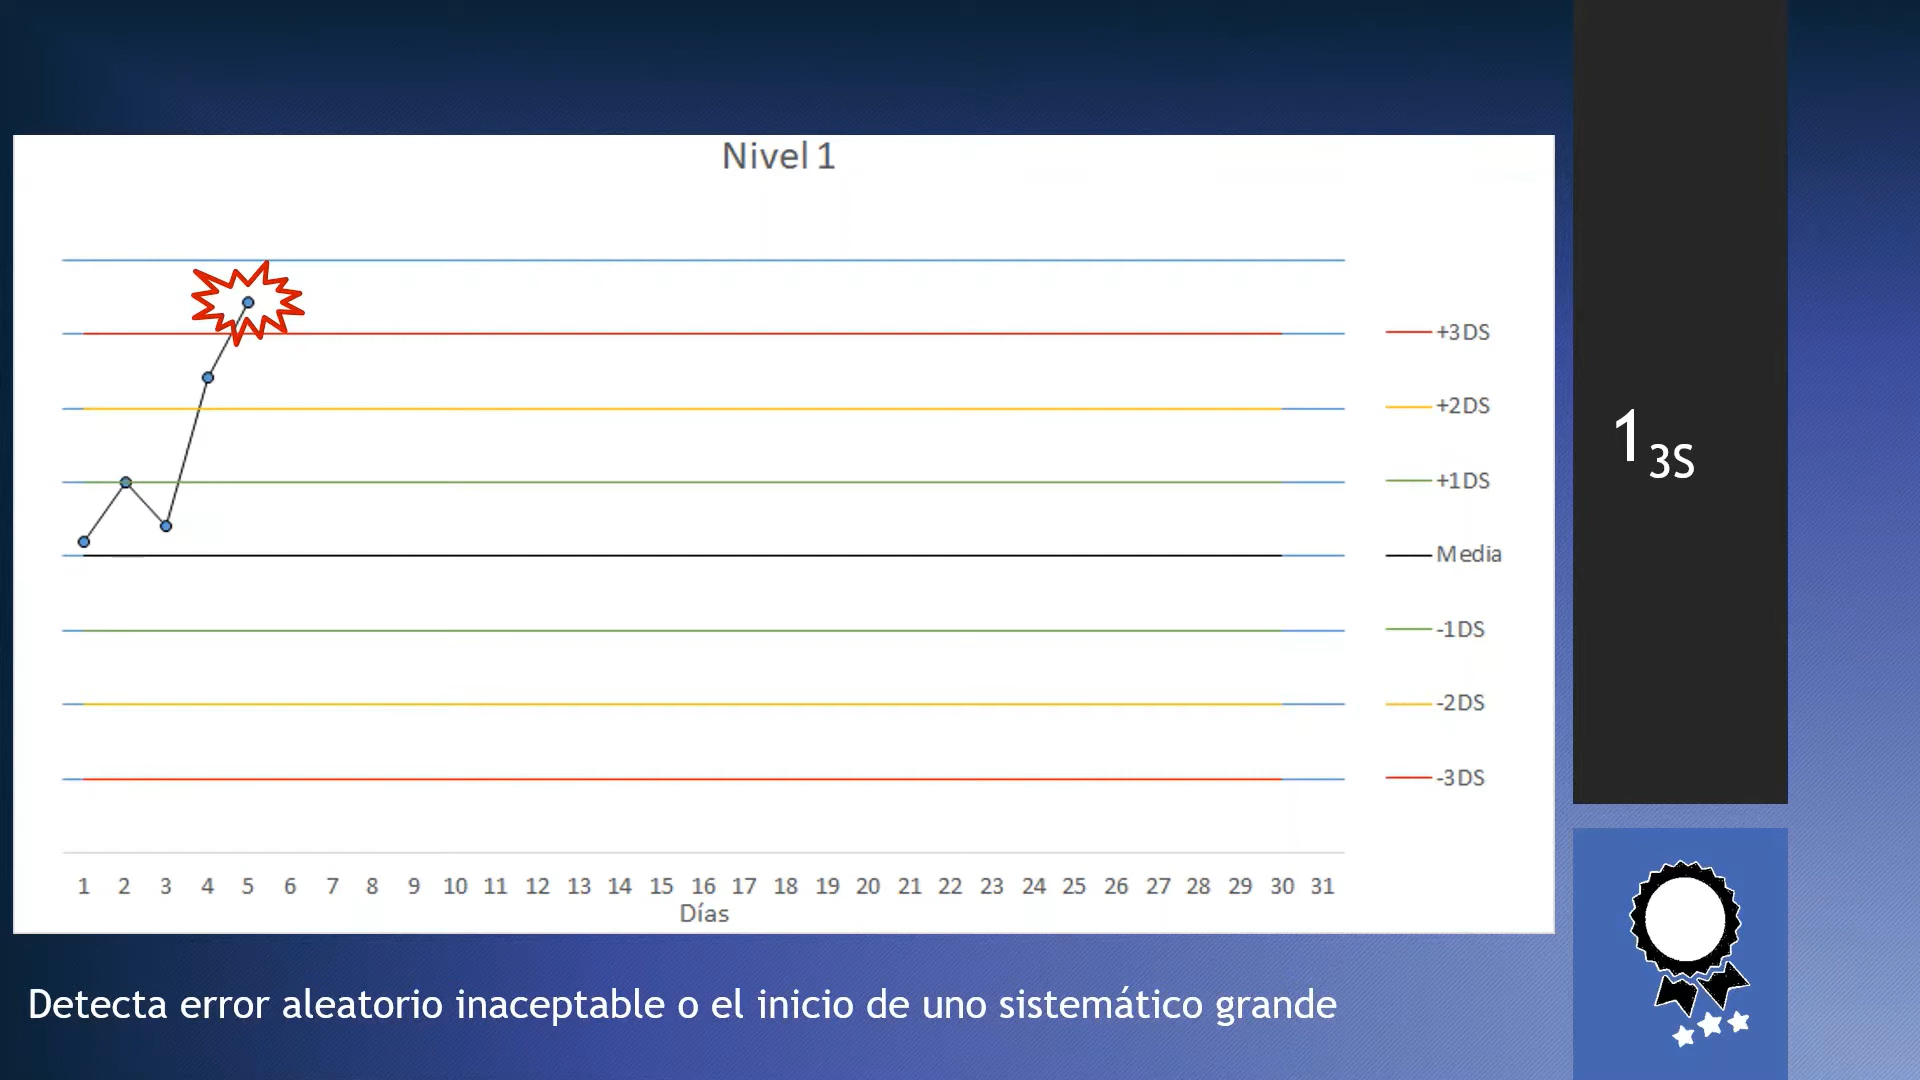 Nivel 1
+3DS
+2DS
+1DS
Media
-1DS
-2DS
-3DS
1 2 3 4 5 6 7 8 9 10 11 12 13 14 15 16 17 18 19 20 21 22 23 24 25 26 27 28 29 30 31
Días
1 3S
Detecta error aleatorio inaceptable o el inicio de uno sistemático grande